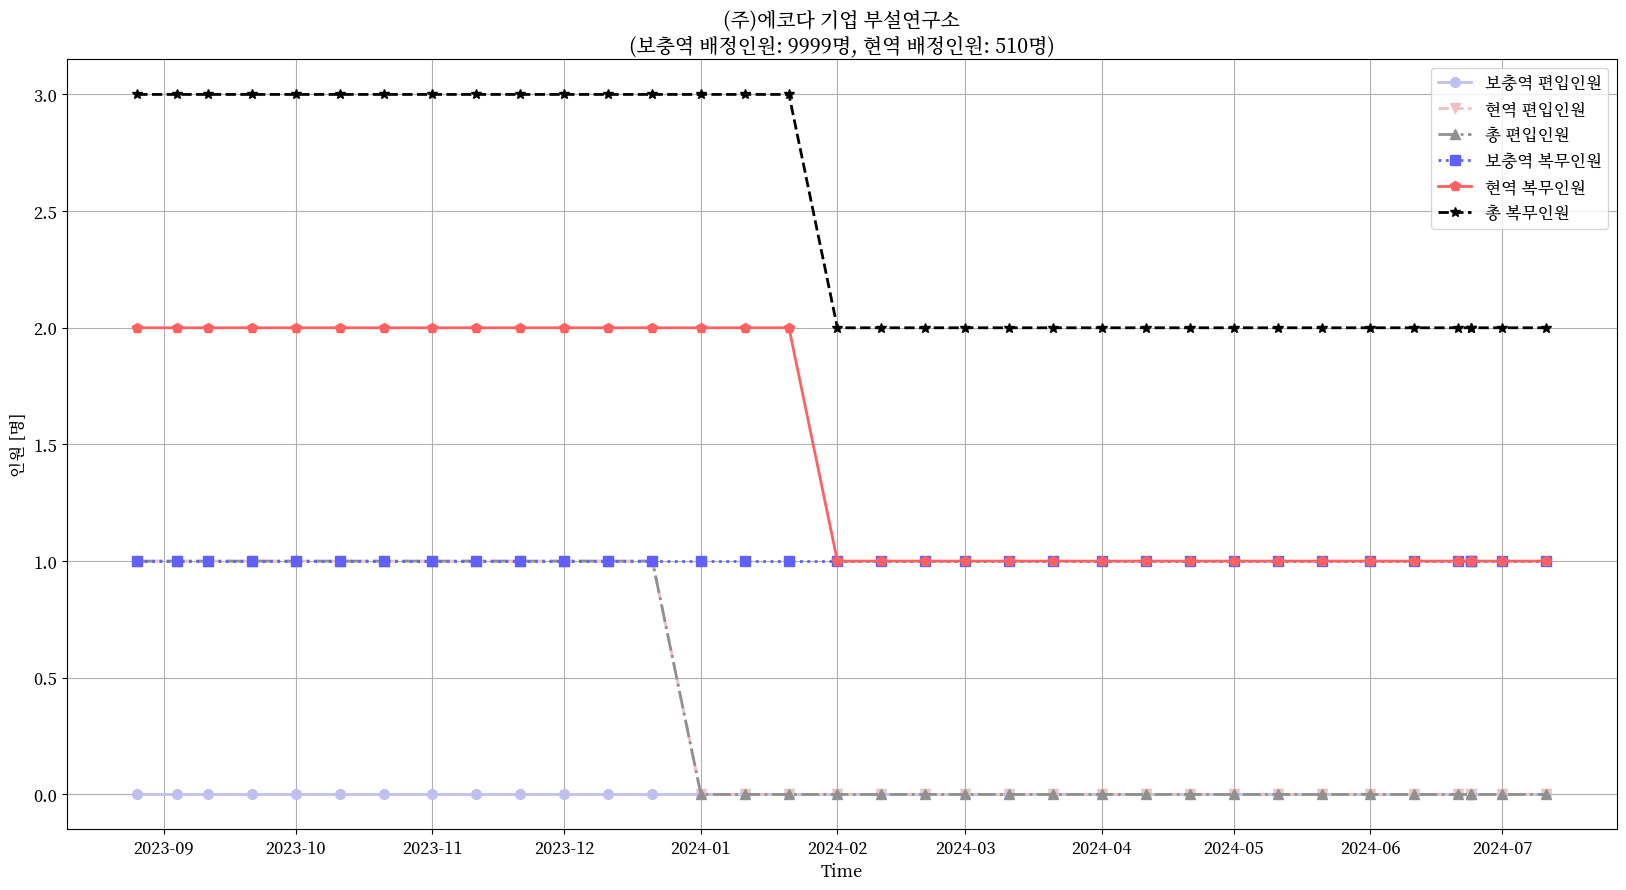 (주)에코다 기업 부설연구소
(보충역 배정인원: 9999명, 현역 배정인원: 510명)
보충역 편입인원
현역 편입인원
총 편입인원
보충역 복무인원
현역 복무인원
총 복무인원
인원 [명]
3.0
2.5
2.0
1.5
1.0
0.5
0.0
2023-09 2023-10 2023-11 2023-12 2024-01 2024-02 2024-03 2024-04 2024-05 2024-06 2024-07
Time